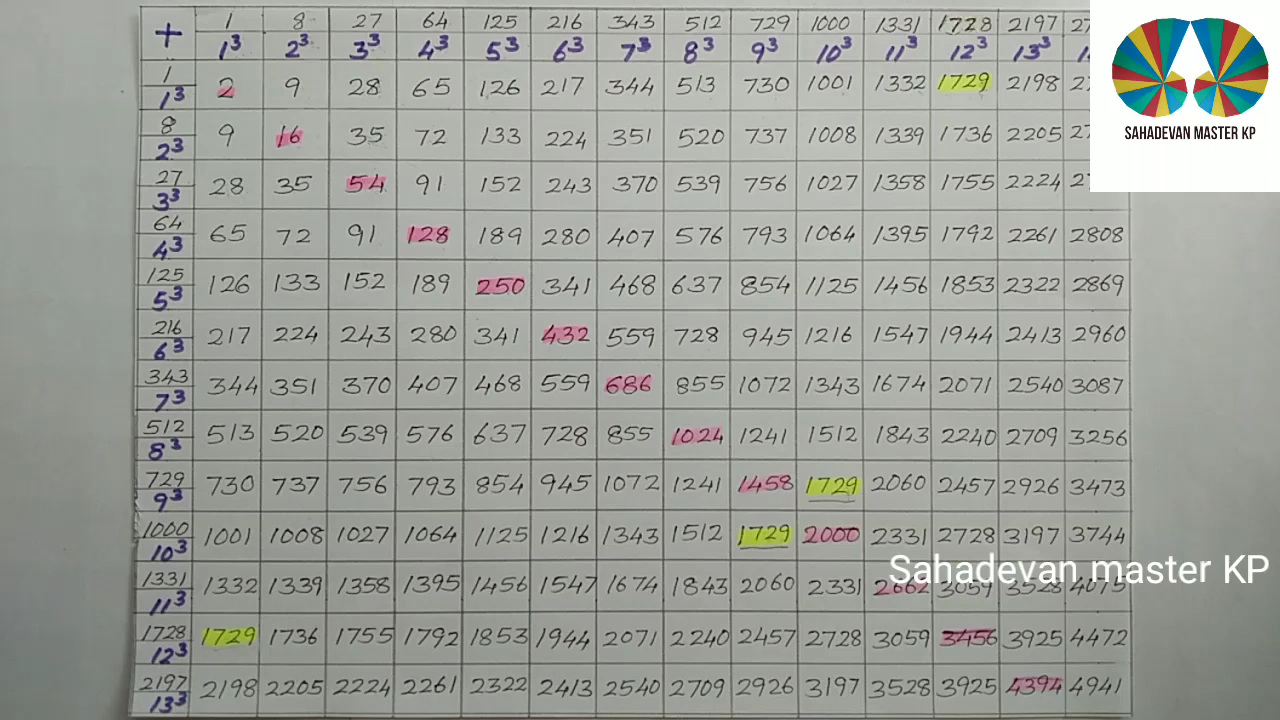 + 1 8 27 64 125 216 343 512 729 1000 1331 1728 2197
1³ 2³ 3³ 4³ 5³ 6³ 7³ 8³ 9³ 10³ 11³ 12³ 13³
1 2 9 28 65 126 217 344 513 730 1001 1332 1729 2198
1³
8 9 16 35 72 133 224 351 520 737 1008 1339 1736 2205
2³
27 28 35 54 91 152 243 370 539 756 1027 1358 1755 2224
3³
64 65 72 91 128 189 280 407 576 793 1064 1395 1792 2261 2808
4³
125 126 133 152 189 250 341 468 637 854 1125 1456 1853 2322 2869
5³
216 217 224 243 280 341 432 559 728 945 1216 1547 1944 2413 2960
6³
343 344 351 370 407 468 559 686 855 1072 1343 1674 2071 2540 3087
7³
512 513 520 539 576 637 728 855 1024 1241 1512 1843 2240 2709 3256
8³
729 730 737 756 793 854 945 1072 1241 1458 1729 2060 2457 2926 3473
9³
1000 1001 1008 1027 1064 1125 1216 1343 1512 1729 2000 2331 2728 3197 3744
10³
1331 1332 1339 1358 1395 1456 1547 1674 1843 2060 2331 2662 3059 3528 4075
11³
1728 1729 1736 1755 1792 1853 1944 2071 2240 2457 2728 3059 3456 3925 4472
12³
2197 2198 2205 2224 2261 2322 2413 2540 2709 2926 3197 3528 3925 4394 4941
13³
SAHADEVAN MASTER KP
Sahadevan master KP